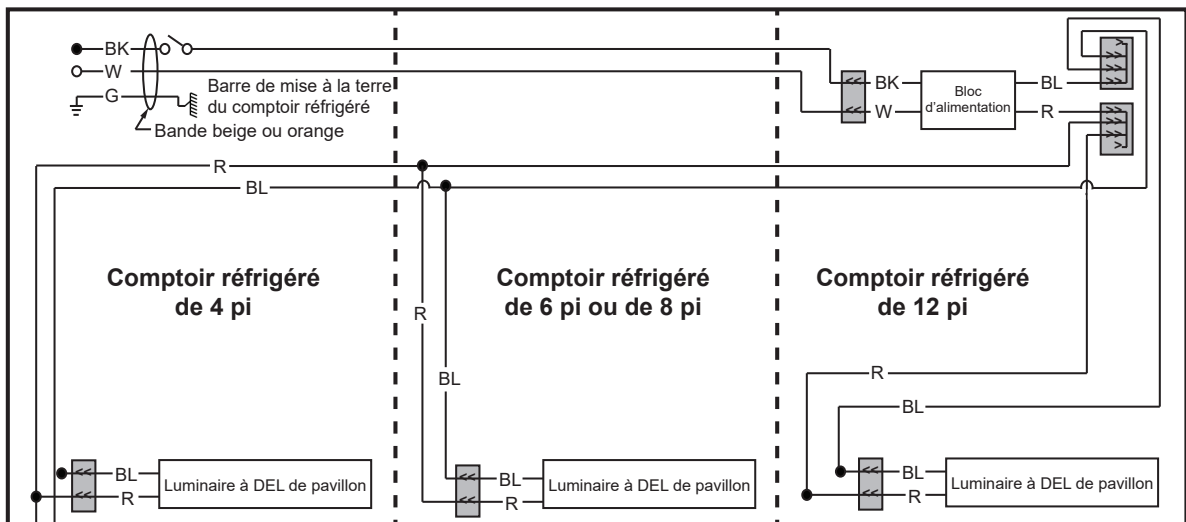 BK
W
G
Barre de mise à la terre
du comptoir réfrigéré
Bande beige ou orange
BK
W
Bloc
d'alimentation
BL
R
R
BL
Comptoir réfrigéré
de 4 pi
Comptoir réfrigéré
de 6 pi ou de 8 pi
Comptoir réfrigéré
de 12 pi
R
BL
R
BL
BL
R
Luminaire à DEL de pavillon
BL
R
Luminaire à DEL de pavillon
BL
R
Luminaire à DEL de pavillon